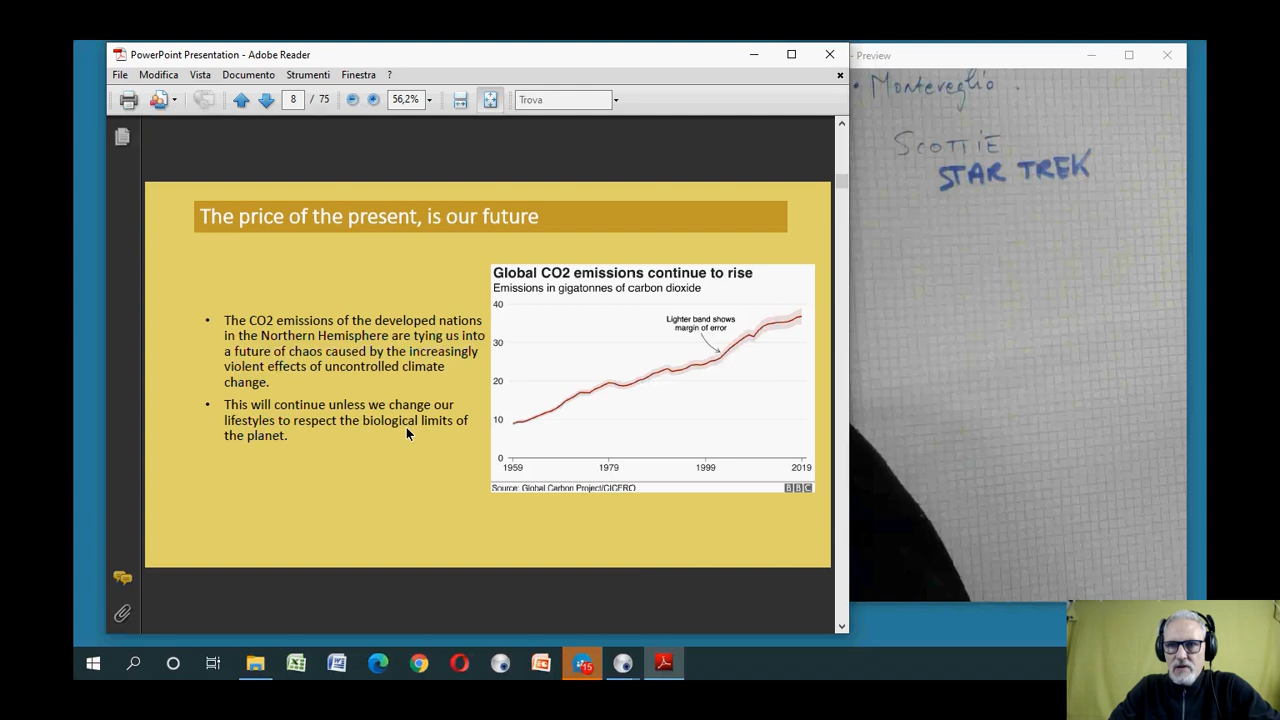 PowerPoint Presentation - Adobe Reader
File Modifica Vista Documento Strumenti Finestra ?
8 / 75 56,2% Trova
The price of the present, is our future
• The CO2 emissions of the developed nations
in the Northern Hemisphere are tying us into
a future of chaos caused by the increasingly
violent effects of uncontrolled climate
change.
• This will continue unless we change our
lifestyles to respect the biological limits of
the planet.
Global CO2 emissions continue to rise
Emissions in gigatonnes of carbon dioxide
40
Lighter band shows
margin of error
30
20
10
0
1959 1979 1999 2019
Source: Global Carbon Project/CICERO BBC
- Preview
• Montereglio.
SCOTTIE
STAR TREK
15